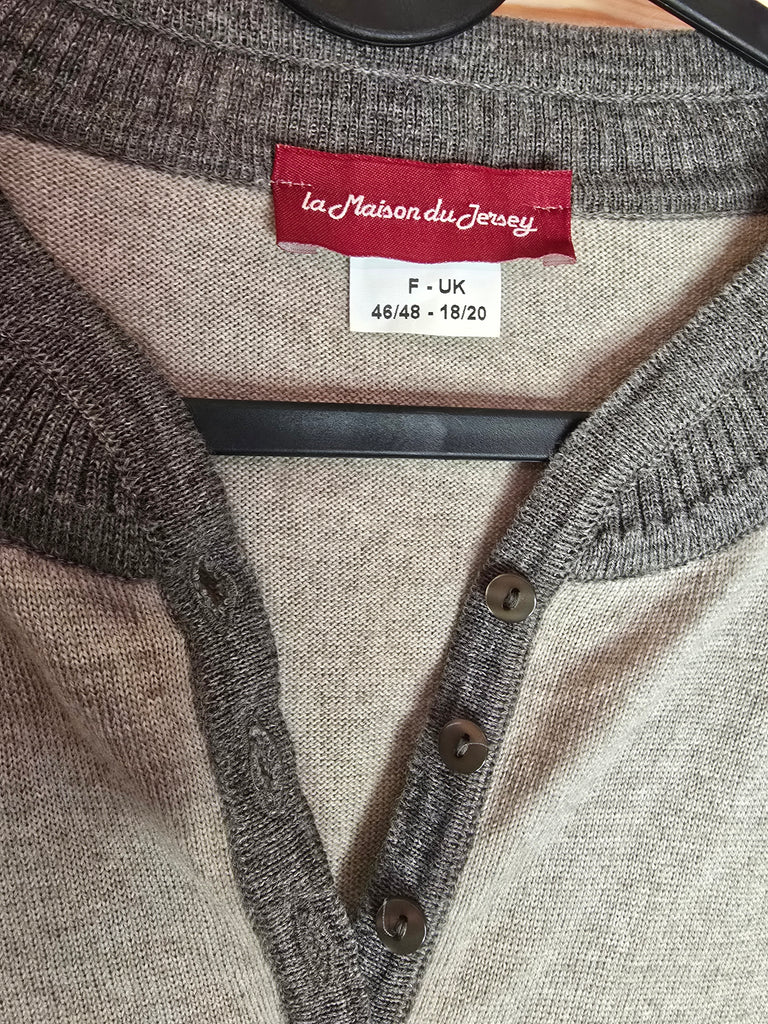 la Maison du Jersey
F - UK
46/48 - 18/20